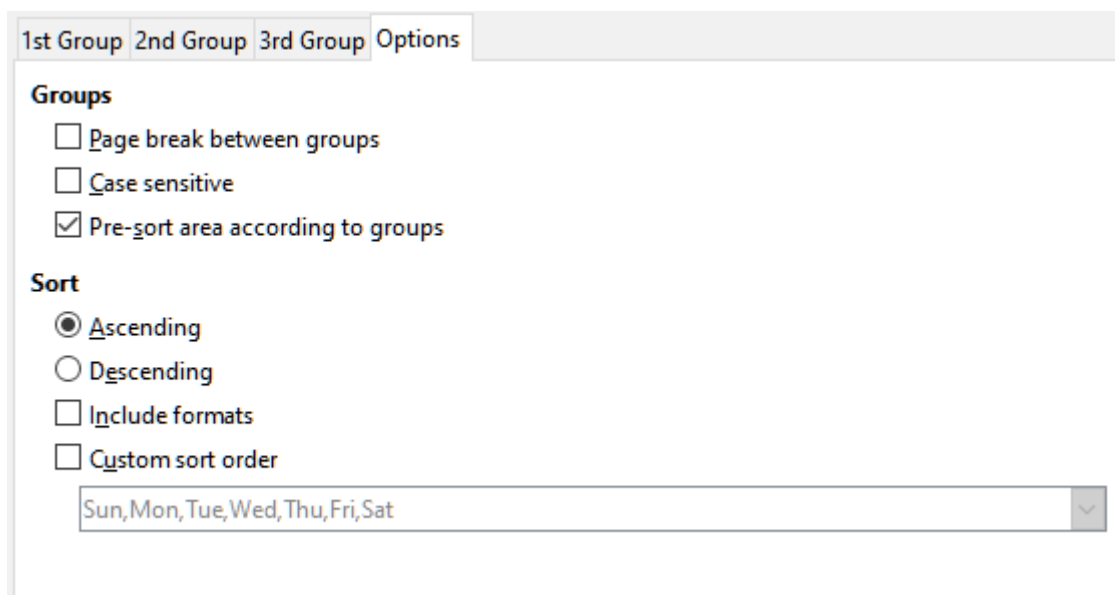 1st Group 2nd Group 3rd Group Options
Groups
Page break between groups
Case sensitive
Pre-sort area according to groups
Sort
Ascending
Descending
Include formats
Custom sort order
Sun,Mon,Tue,Wed,Thu,Fri,Sat